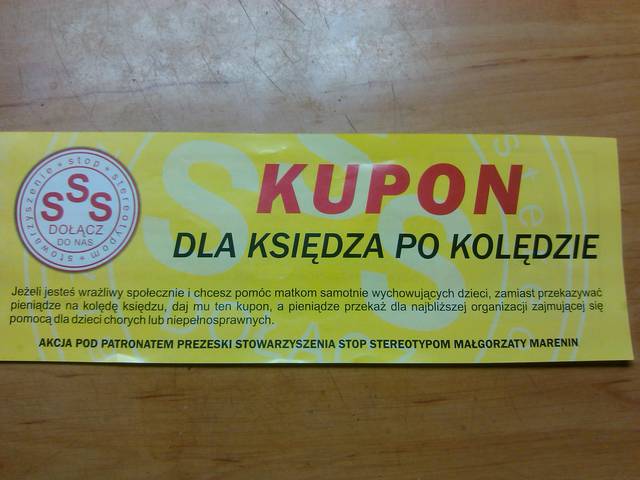 stowarzyszenie + stop + stereotypom +
S
S S
DOŁĄCZ
DO NAS
KUPON
DLA KSIĘDZA PO KOLĘDZIE
Jeżeli jesteś wrażliwy społecznie i chcesz pomóc matkom samotnie wychowujących dzieci, zamiast przekazywać
pieniądze na kolędę księdzu, daj mu ten kupon, a pieniądze przekaż dla najbliższej organizacji zajmującej się
pomocą dla dzieci chorych lub niepełnosprawnych.
AKCJA POD PATRONATEM PREZESKI STOWARZYSZENIA STOP STEREOTYPOM MAŁGORZATY MARENIN